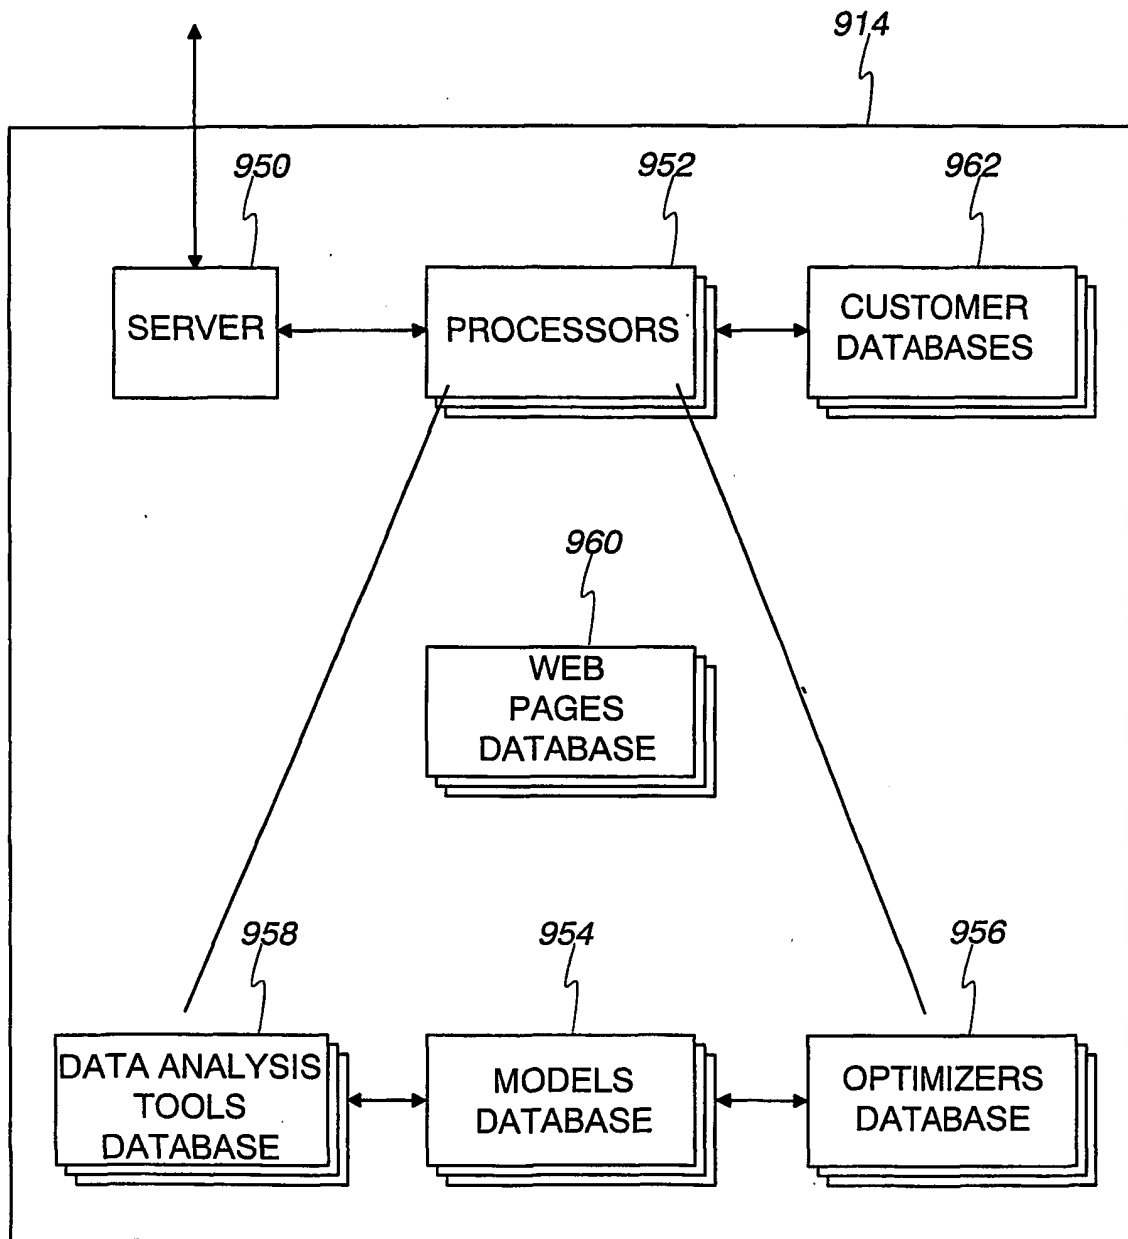 914
950
952
962
SERVER
PROCESSORS
CUSTOMER
DATABASES
960
WEB
PAGES
DATABASE
958
954
956
DATA ANALYSIS
TOOLS
DATABASE
MODELS
DATABASE
OPTIMIZERS
DATABASE